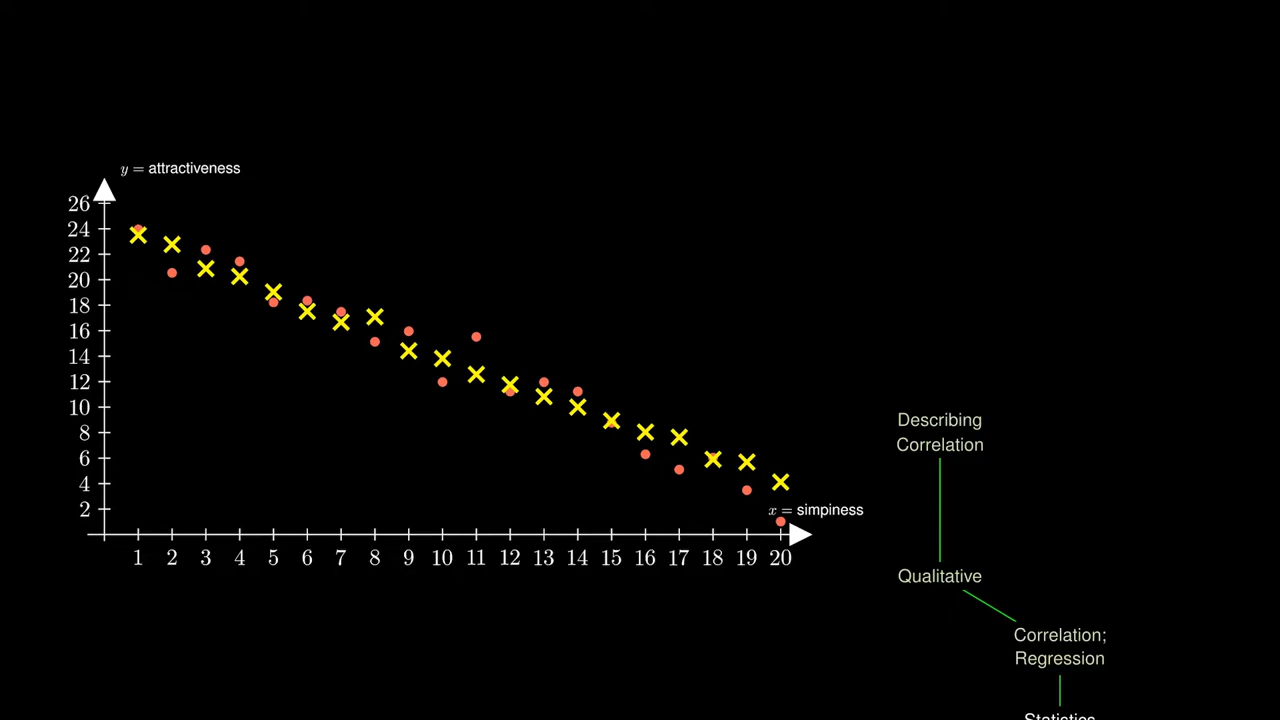 y = attractiveness
26
24
22
20
18
16
14
12
10
8
6
4
2
x = simpiness
1 2 3 4 5 6 7 8 9 10 11 12 13 14 15 16 17 18 19 20
Describing
Correlation
Qualitative
Correlation;
Regression
Statistics